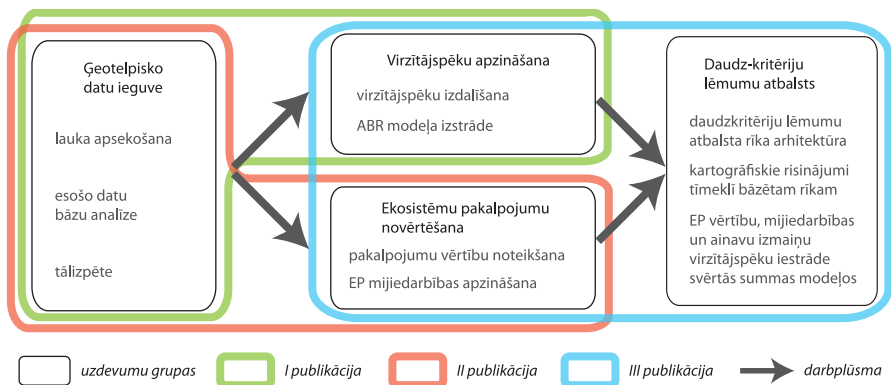 Ģeotelpisko
datu ieguve
lauka apsekošana
esošo datu
bāzu analīze
tālizpēte
Virzītājspēku apzināšana
virzītājspēku izdalīšana
ABR modeļa izstrāde
Ekosistēmu pakalpojumu
novērtēšana
pakalpojumu vērtību noteikšana
EP mijiedarbības apzināšana
Daudz-kritēriju
lēmumu atbalsts
daudzkritēriju lēmumu
atbalsta rīka arhitektūra
kartogrāfiskie risinājumi
tīmeklī bāzētam rīkam
EP vērtību, mijiedarbības
un ainavu izmaiņu
virzītājspēku iestrāde
svērtās summas modeļos
uzdevumu grupas
I publikācija
II publikācija
III publikācija
darbplūsma